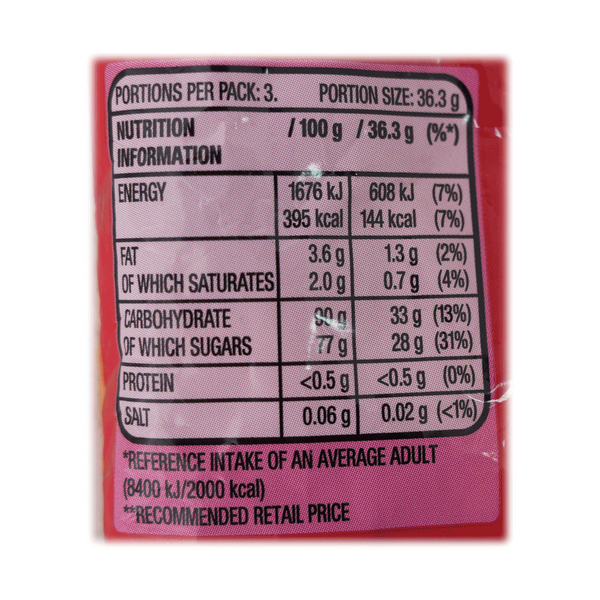 PORTIONS PER PACK: 3. PORTION SIZE: 36.3 g
NUTRITION / 100 g / 36.3 g (%*)
INFORMATION
ENERGY 1676 kJ 608 kJ (7%)
395 kcal 144 kcal (7%)
FAT 3.6 g 1.3 g (2%)
OF WHICH SATURATES 2.0 g 0.7 g (4%)
CARBOHYDRATE 90 g 33 g (13%)
OF WHICH SUGARS 77 g 28 g (31%)
PROTEIN <0.5 g <0.5 g (0%)
SALT 0.06 g 0.02 g (<1%)
*REFERENCE INTAKE OF AN AVERAGE ADULT
(8400 kJ/2000 kcal)
**RECOMMENDED RETAIL PRICE